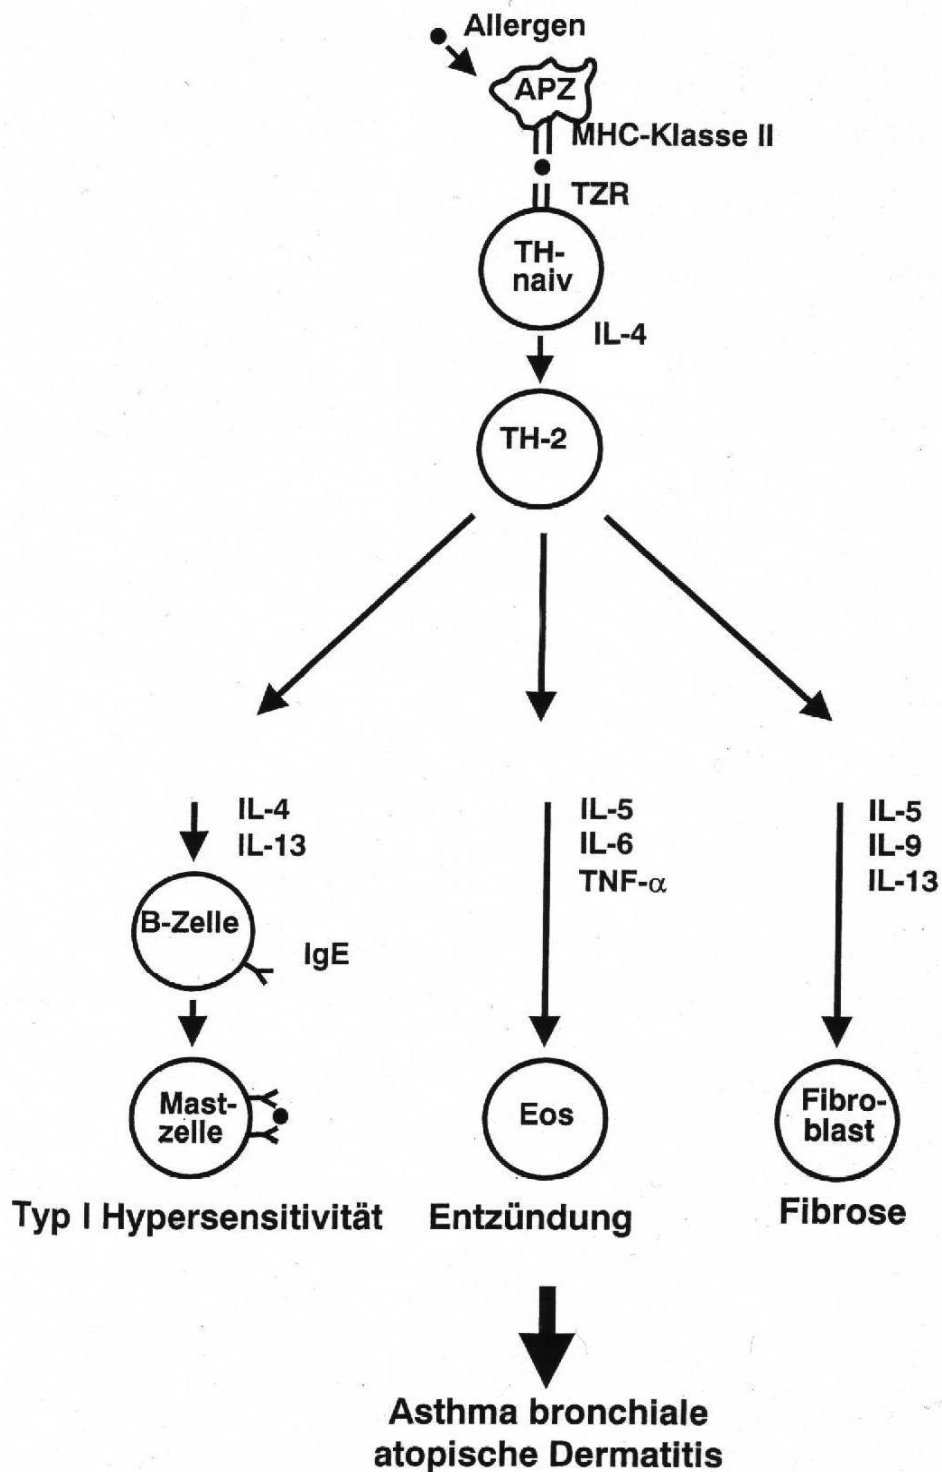 Allergen
APZ
MHC-Klasse II
TZR
TH-
naiv
IL-4
TH-2
IL-4
IL-13
B-Zelle
IgE
Mast-
zelle
Typ I Hypersensitivität
IL-5
IL-6
TNF-α
Eos
Entzündung
IL-5
IL-9
IL-13
Fibro-
blast
Fibrose
Asthma bronchiale
atopische Dermatitis